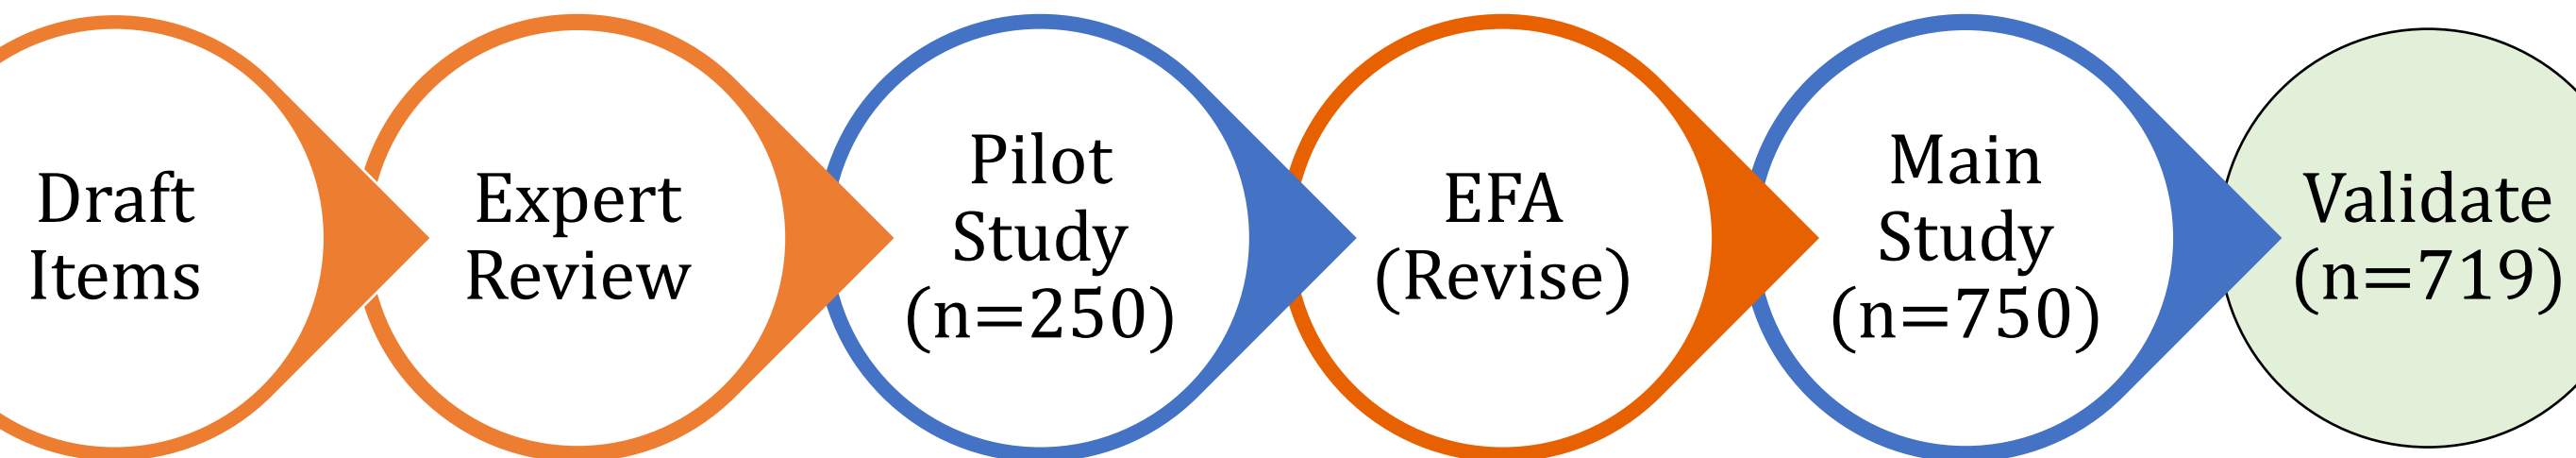 Draft
Items
Expert
Review
Pilot
Study
(n=250)
EFA
(Revise)
Main
Study
(n=750)
Validate
(n=719)